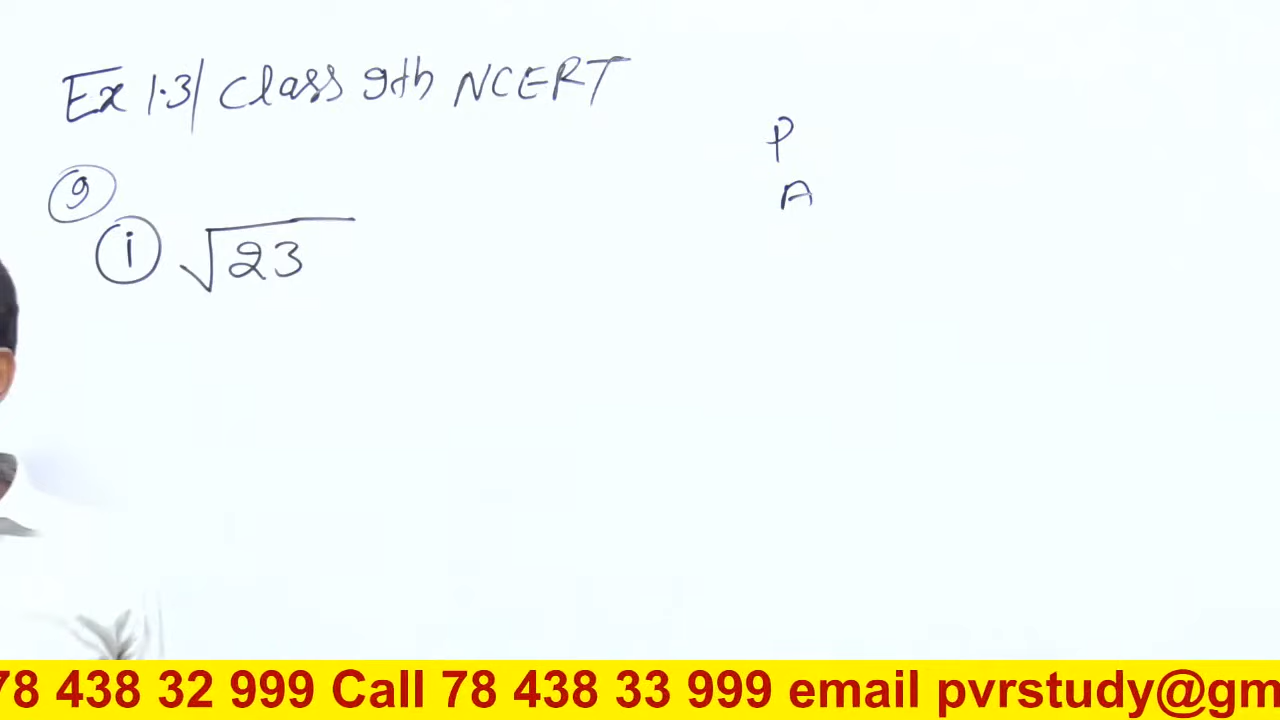 Ex 1.3| Class 9th NCERT
P
A
9
i √23
78 438 32 999 Call 78 438 33 999 email pvrstudy@gm